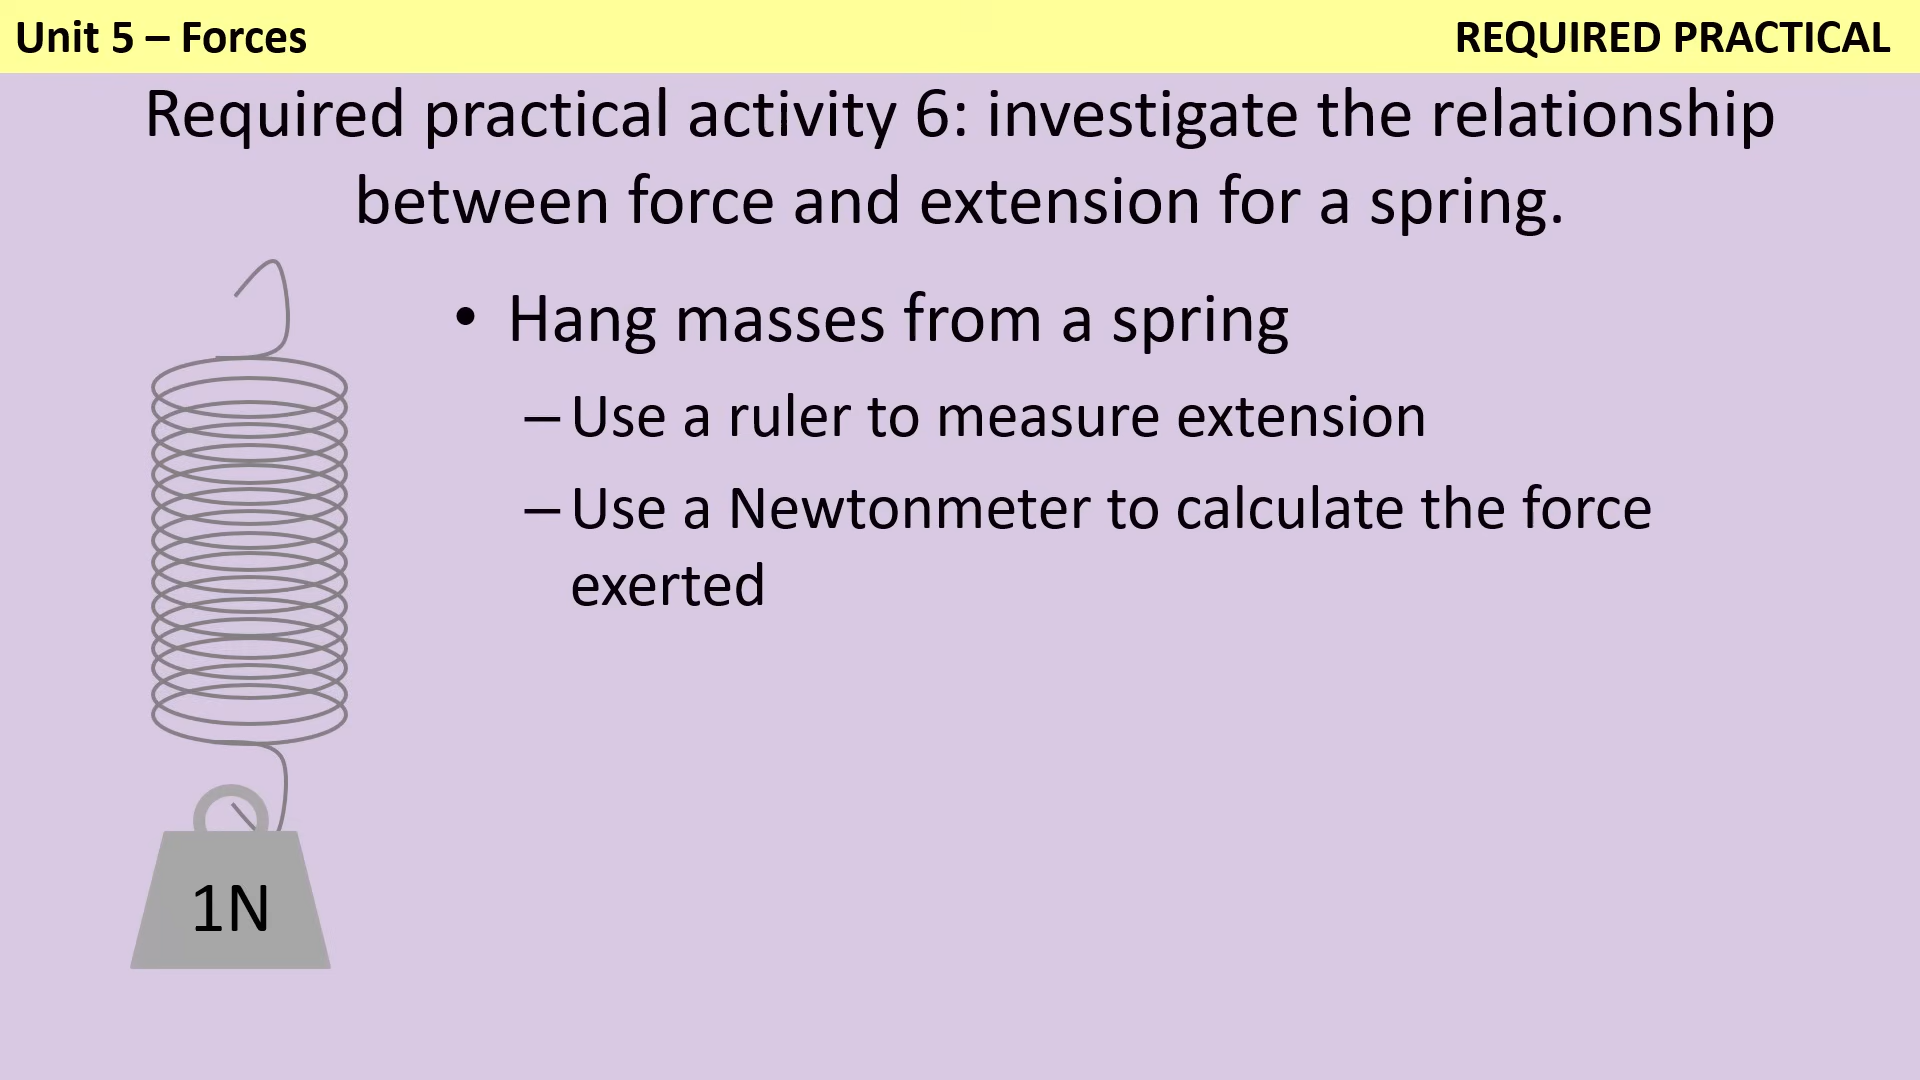 Unit 5 – Forces
REQUIRED PRACTICAL
Required practical activity 6: investigate the relationship
between force and extension for a spring.
• Hang masses from a spring
– Use a ruler to measure extension
– Use a Newtonmeter to calculate the force
exerted
1N